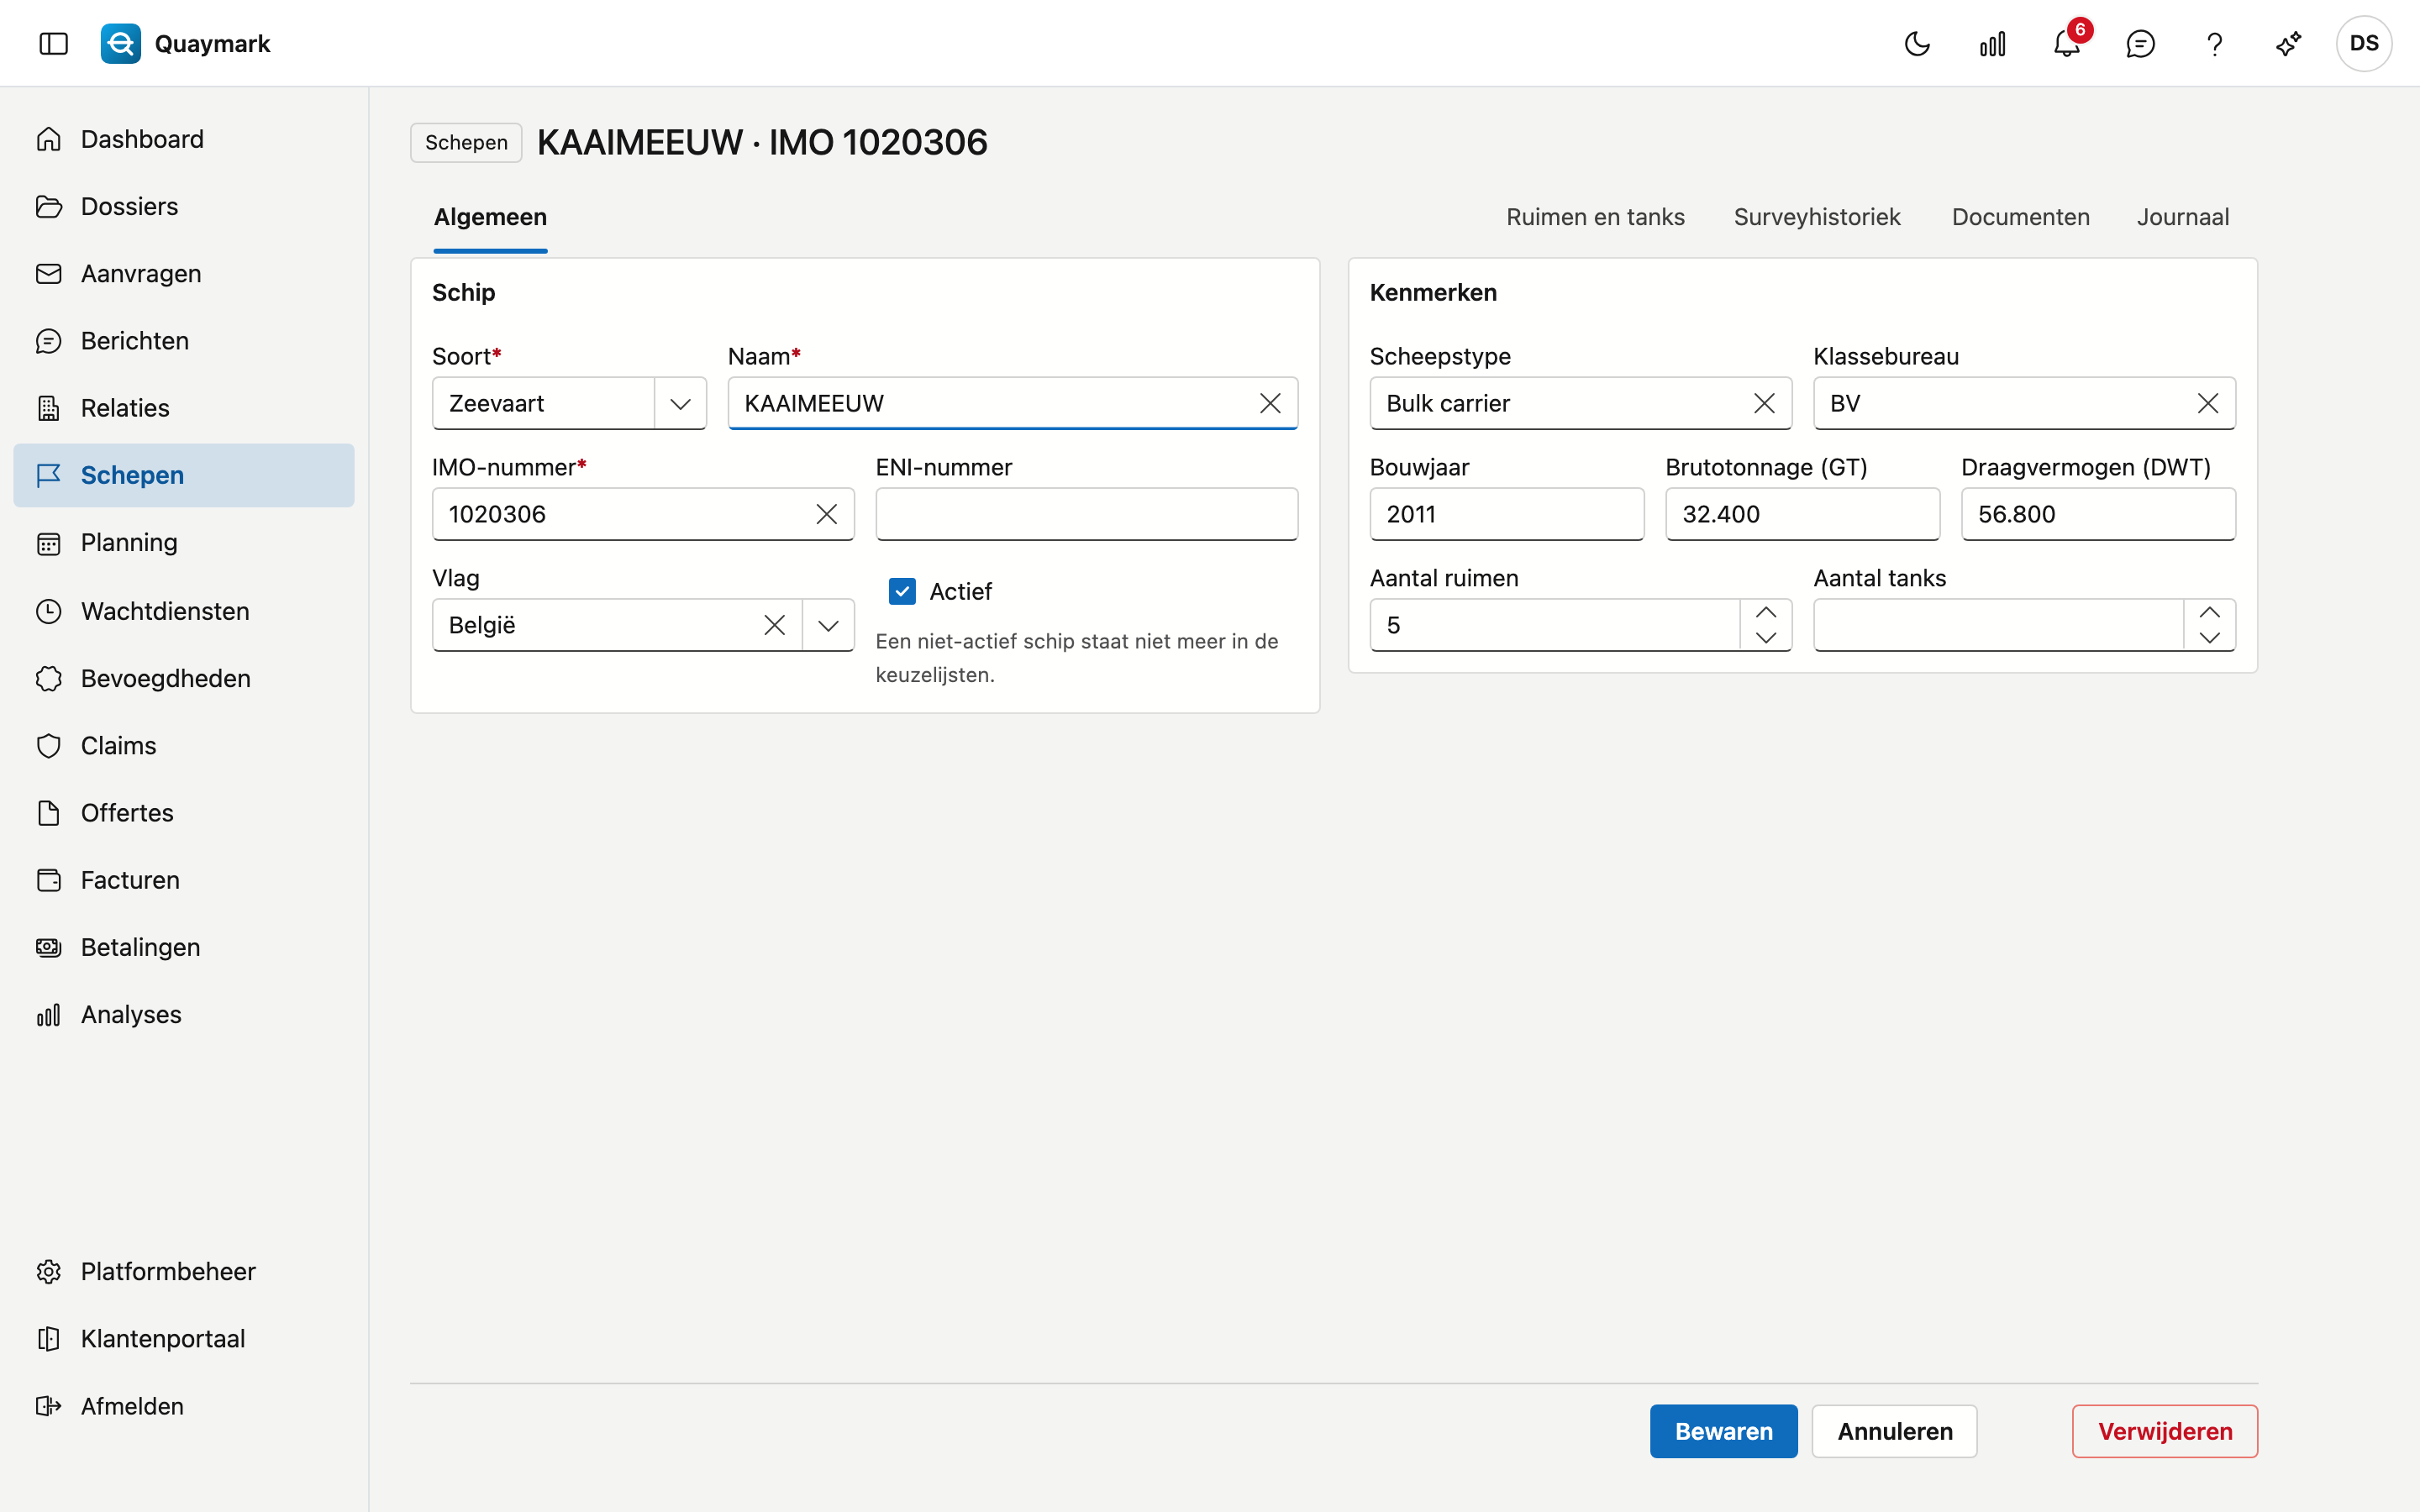 Quaymark
6
DS
Dashboard
Dossiers
Aanvragen
Berichten
Relaties
Schepen
Planning
Wachtdiensten
Bevoegdheden
Claims
Offertes
Facturen
Betalingen
Analyses
Platformbeheer
Klantenportaal
Afmelden
Schepen KAAIMEEUW · IMO 1020306
Algemeen Ruimen en tanks Surveyhistoriek Documenten Journaal
Schip
Soort* Naam*
Zeevaart KAAIMEEUW
IMO-nummer* ENI-nummer
1020306
Vlag
België
Actief
Een niet-actief schip staat niet meer in de
keuzelijsten.
Kenmerken
Scheepstype Klassebureau
Bulk carrier BV
Bouwjaar Brutotonnage (GT) Draagvermogen (DWT)
2011 32.400 56.800
Aantal ruimen Aantal tanks
5
Bewaren Annuleren Verwijderen